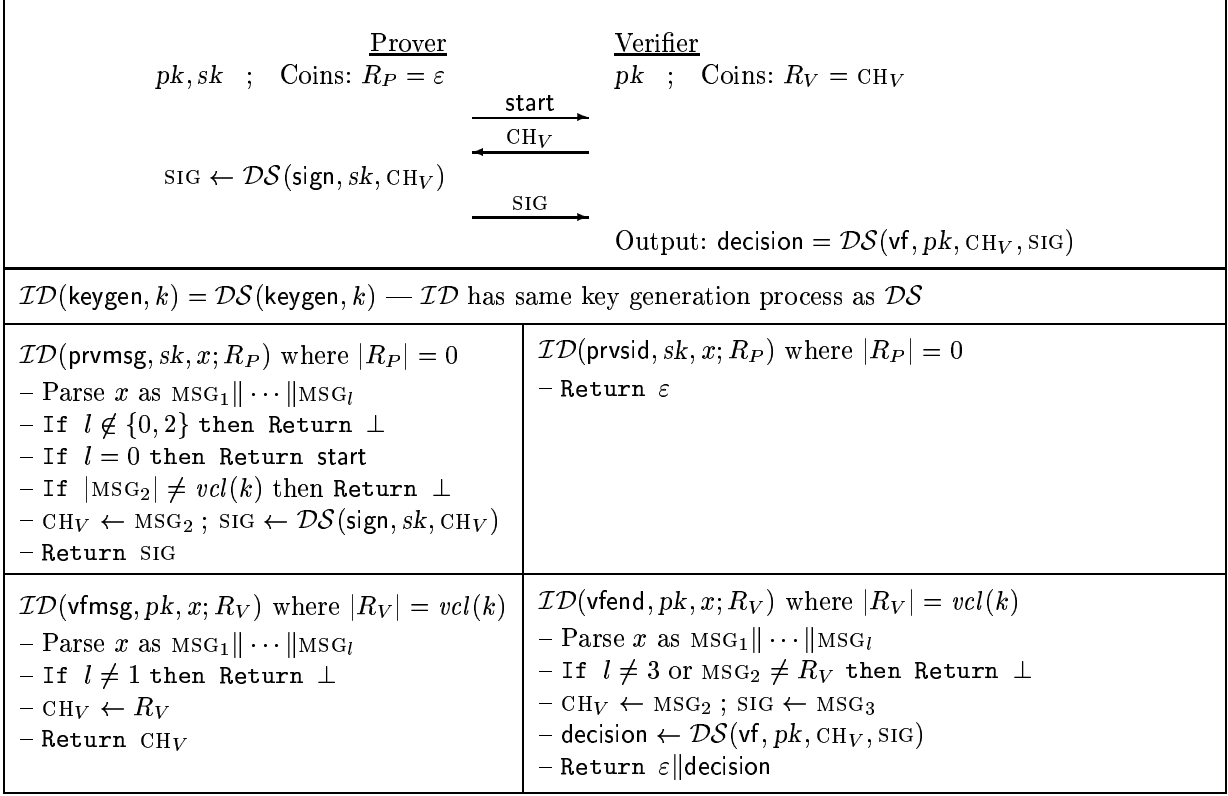 Prover Verifier
pk, sk ; Coins: R_P = ε pk ; Coins: R_V = CH_V
start
CH_V
SIG ← 𝒟𝒮(sign, sk, CH_V)
SIG
Output: decision = 𝒟𝒮(vf, pk, CH_V, SIG)
ℐ𝒟(keygen, k) = 𝒟𝒮(keygen, k) — ℐ𝒟 has same key generation process as 𝒟𝒮
ℐ𝒟(prvmsg, sk, x; R_P) where |R_P| = 0
– Parse x as MSG_1‖ ··· ‖MSG_l
– If l ∉ {0, 2} then Return ⊥
– If l = 0 then Return start
– If |MSG_2| ≠ vcl(k) then Return ⊥
– CH_V ← MSG_2 ; SIG ← 𝒟𝒮(sign, sk, CH_V)
– Return SIG
ℐ𝒟(prvsid, sk, x; R_P) where |R_P| = 0
– Return ε
ℐ𝒟(vfmsg, pk, x; R_V) where |R_V| = vcl(k)
– Parse x as MSG_1‖ ··· ‖MSG_l
– If l ≠ 1 then Return ⊥
– CH_V ← R_V
– Return CH_V
ℐ𝒟(vfend, pk, x; R_V) where |R_V| = vcl(k)
– Parse x as MSG_1‖ ··· ‖MSG_l
– If l ≠ 3 or MSG_2 ≠ R_V then Return ⊥
– CH_V ← MSG_2 ; SIG ← MSG_3
– decision ← 𝒟𝒮(vf, pk, CH_V, SIG)
– Return ε‖decision